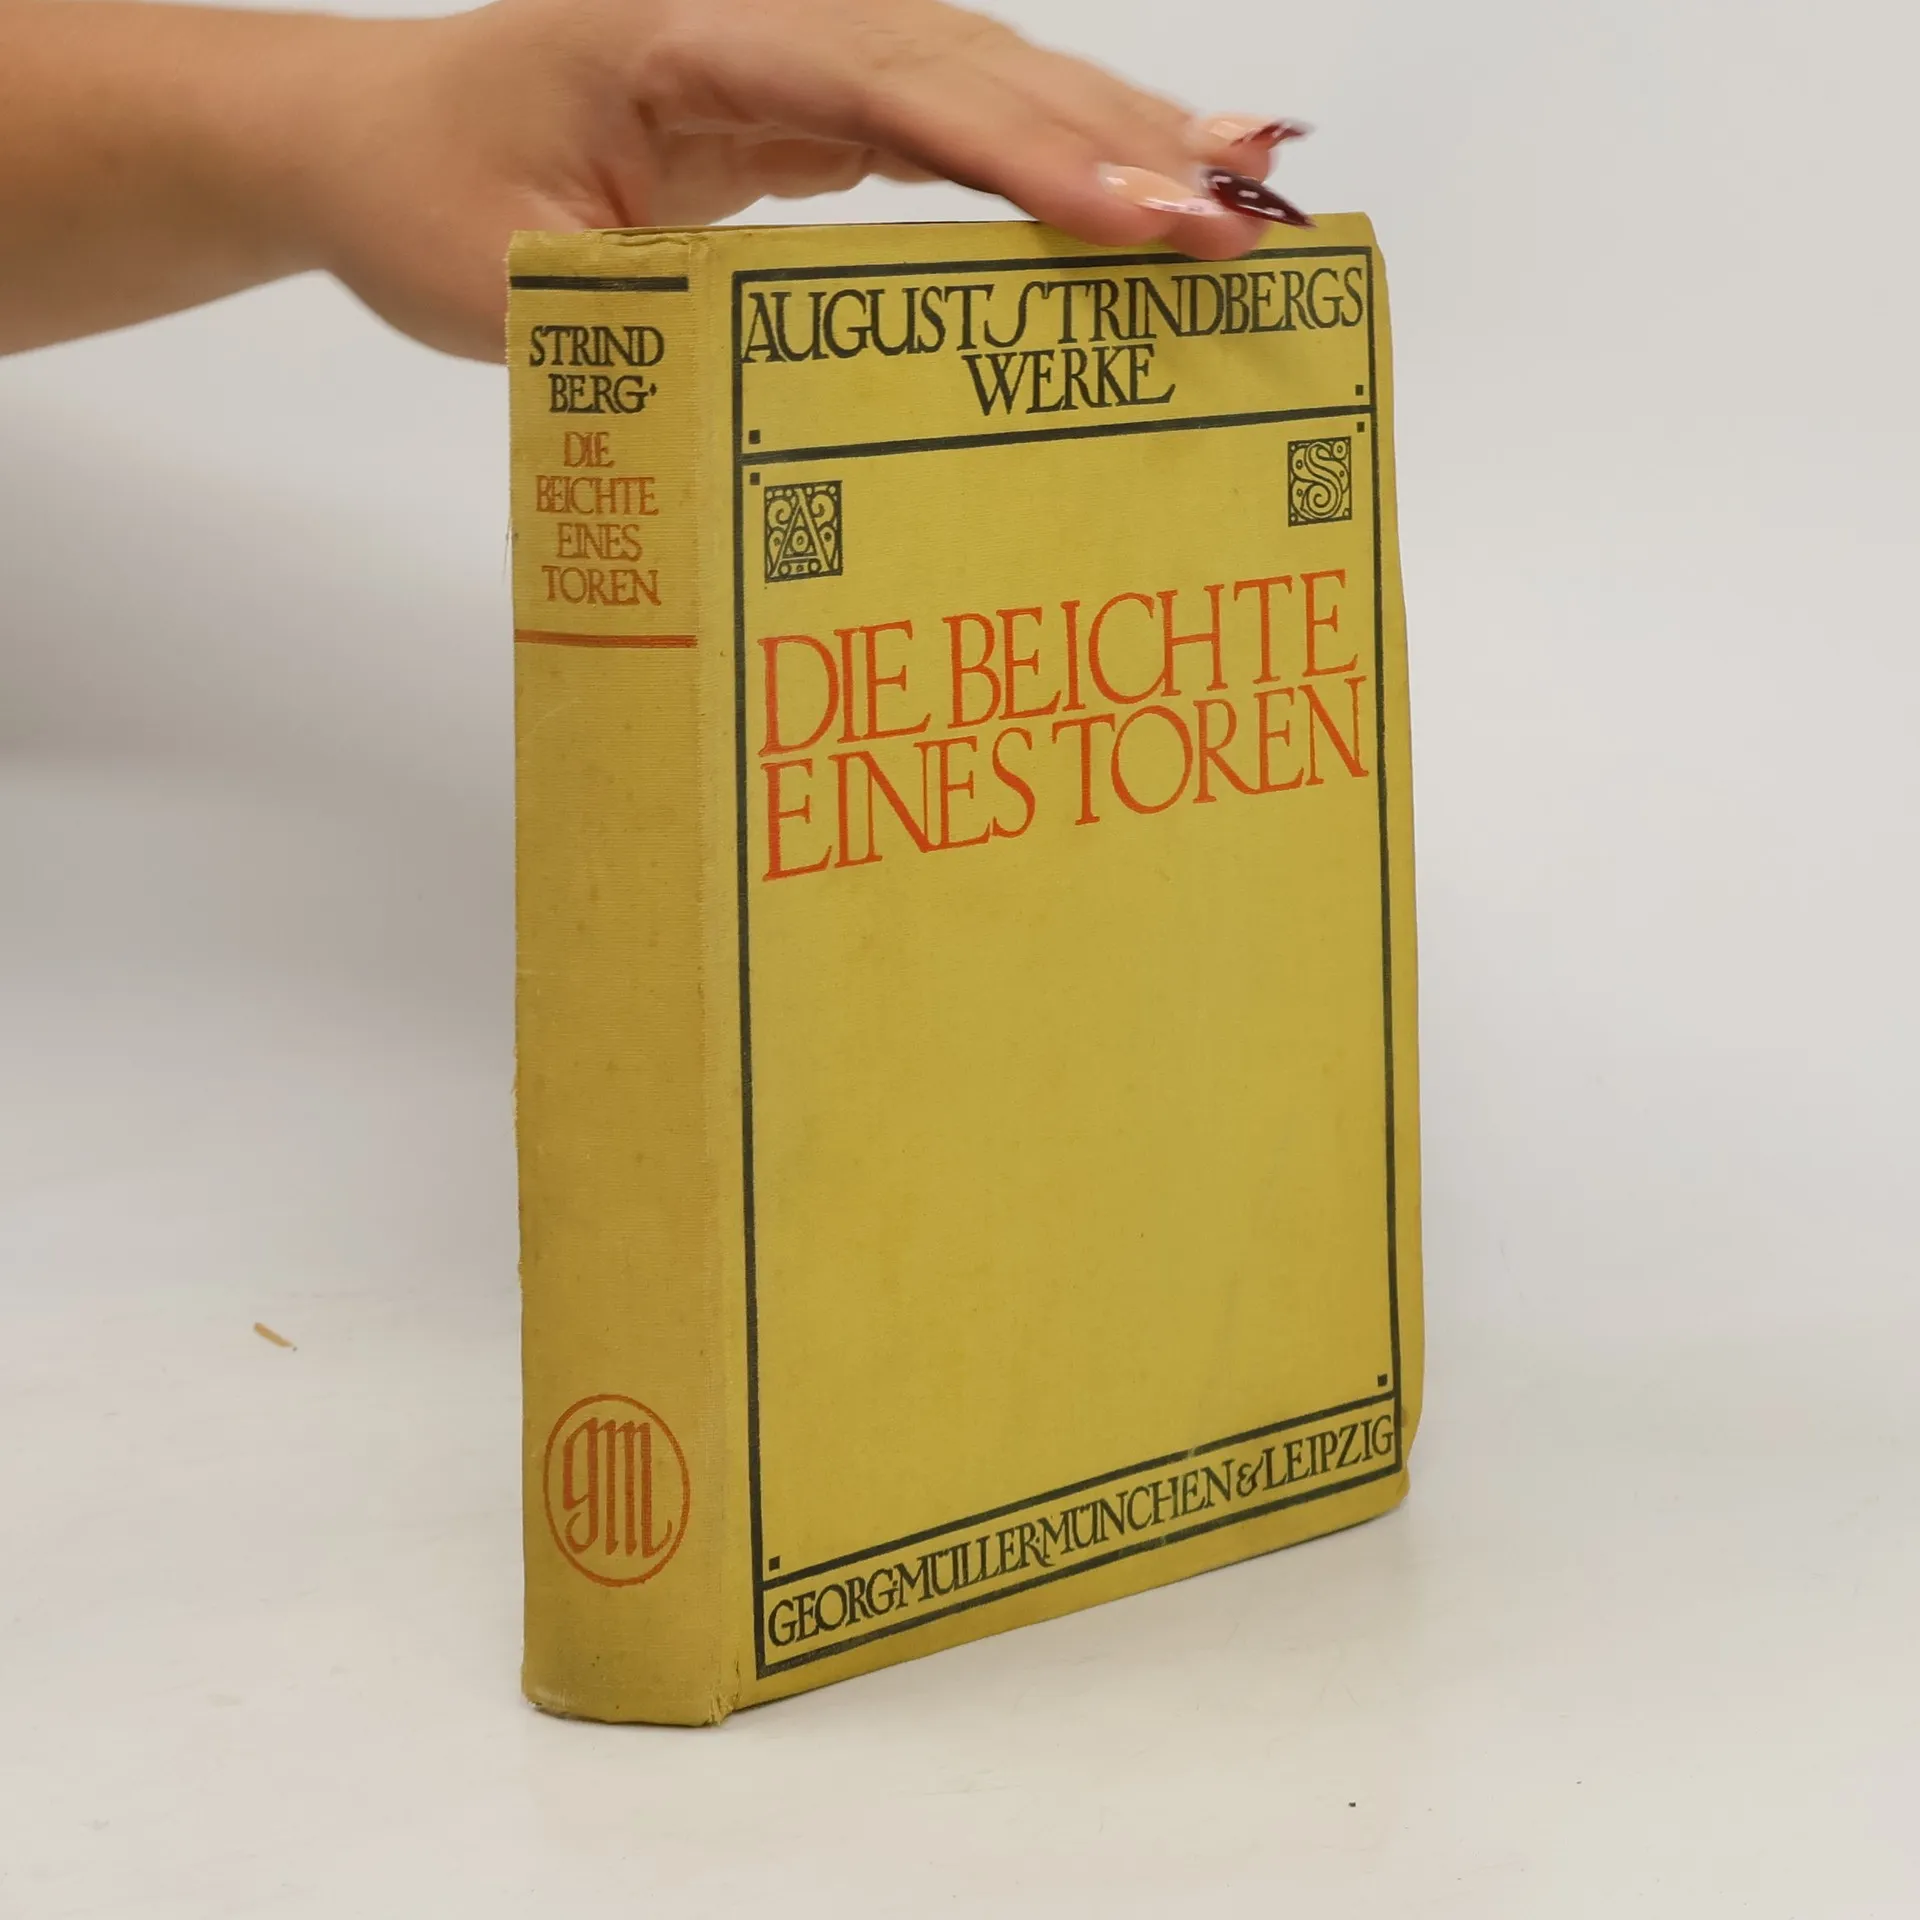 STRIND
BERG
DIE
BEICHTE
EINES
TOREN
gm
AUGUST STRINDBERGS
WERKE
A S
DIE BEICHTE
EINES TOREN
GEORG·MÜLLER·MÜNCHEN&LEIPZIG